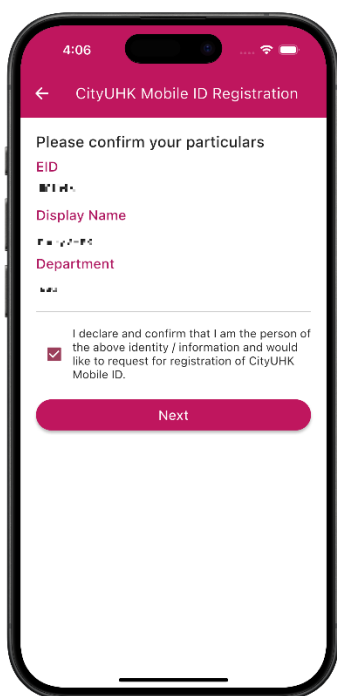 4:06
CityUHK Mobile ID Registration
Please confirm your particulars
EID
Display Name
Department
I declare and confirm that I am the person of
the above identity / information and would
like to request for registration of CityUHK
Mobile ID.
Next